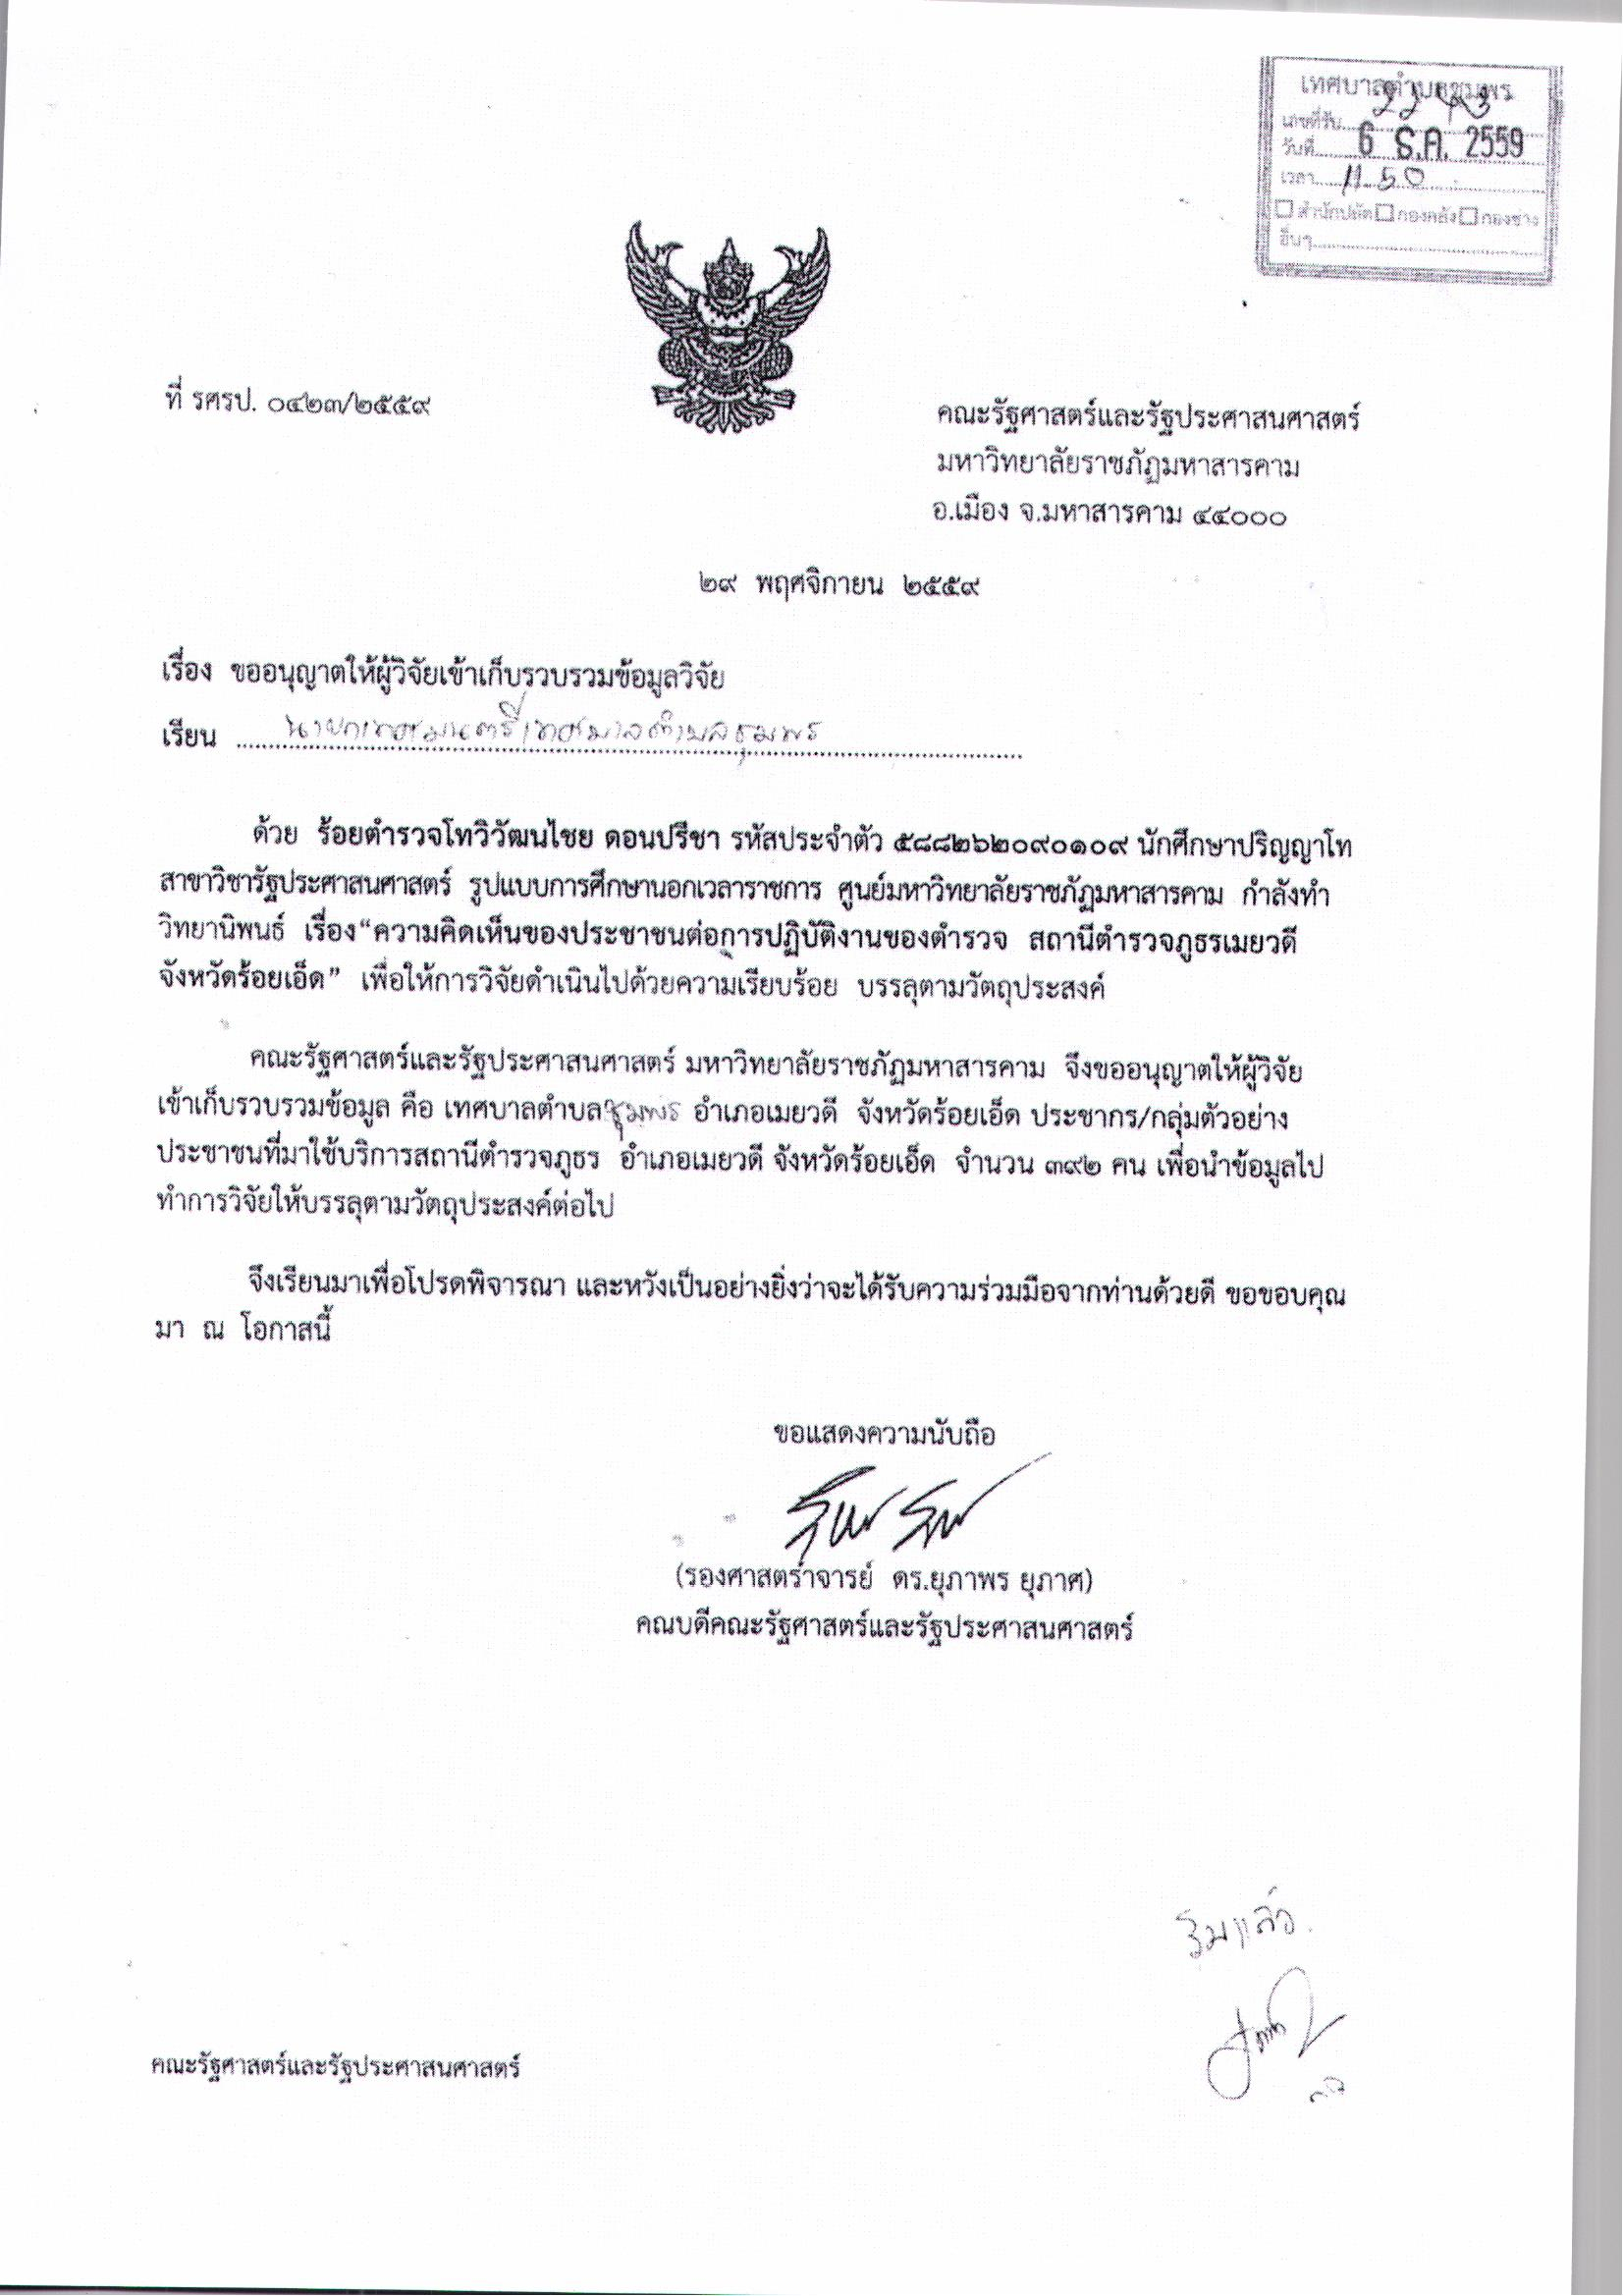 เทศบาลตำบลชุมพร
เลขที่รับ
วันที่ 6 ธ.ค. 2559
เวลา 11.50
สำนักปลัด กองคลัง กองช่าง
อื่นๆ
ที่ รศรป. ๐๔๒๓/๒๕๕๙
คณะรัฐศาสตร์และรัฐประศาสนศาสตร์
มหาวิทยาลัยราชภัฏมหาสารคาม
อ.เมือง จ.มหาสารคาม ๔๔๐๐๐
๒๙ พฤศจิกายน ๒๕๕๙
เรื่อง ขออนุญาตให้ผู้วิจัยเข้าเก็บรวบรวมข้อมูลวิจัย
เรียน นายกเทศมนตรีเทศบาลตำบลชุมพร
ด้วย ร้อยตำรวจโทวิวัฒนไชย ดอนปรีชา รหัสประจำตัว ๕๘๘๒๖๒๐๙๐๑๐๙ นักศึกษาปริญญาโท
สาขาวิชารัฐประศาสนศาสตร์ รูปแบบการศึกษานอกเวลาราชการ ศูนย์มหาวิทยาลัยราชภัฏมหาสารคาม กำลังทำ
วิทยานิพนธ์ เรื่อง“ความคิดเห็นของประชาชนต่อการปฏิบัติงานของตำรวจ สถานีตำรวจภูธรเมยวดี
จังหวัดร้อยเอ็ด” เพื่อให้การวิจัยดำเนินไปด้วยความเรียบร้อย บรรลุตามวัตถุประสงค์
คณะรัฐศาสตร์และรัฐประศาสนศาสตร์ มหาวิทยาลัยราชภัฏมหาสารคาม จึงขออนุญาตให้ผู้วิจัย
เข้าเก็บรวบรวมข้อมูล คือ เทศบาลตำบลชุมพร อำเภอเมยวดี จังหวัดร้อยเอ็ด ประชากร/กลุ่มตัวอย่าง
ประชาชนที่มาใช้บริการสถานีตำรวจภูธร อำเภอเมยวดี จังหวัดร้อยเอ็ด จำนวน ๓๙๒ คน เพื่อนำข้อมูลไป
ทำการวิจัยให้บรรลุตามวัตถุประสงค์ต่อไป
จึงเรียนมาเพื่อโปรดพิจารณา และหวังเป็นอย่างยิ่งว่าจะได้รับความร่วมมือจากท่านด้วยดี ขอขอบคุณ
มา ณ โอกาสนี้
ขอแสดงความนับถือ
(รองศาสตราจารย์ ดร.ยุภาพร ยุภาศ)
คณบดีคณะรัฐศาสตร์และรัฐประศาสนศาสตร์
คณะรัฐศาสตร์และรัฐประศาสนศาสตร์